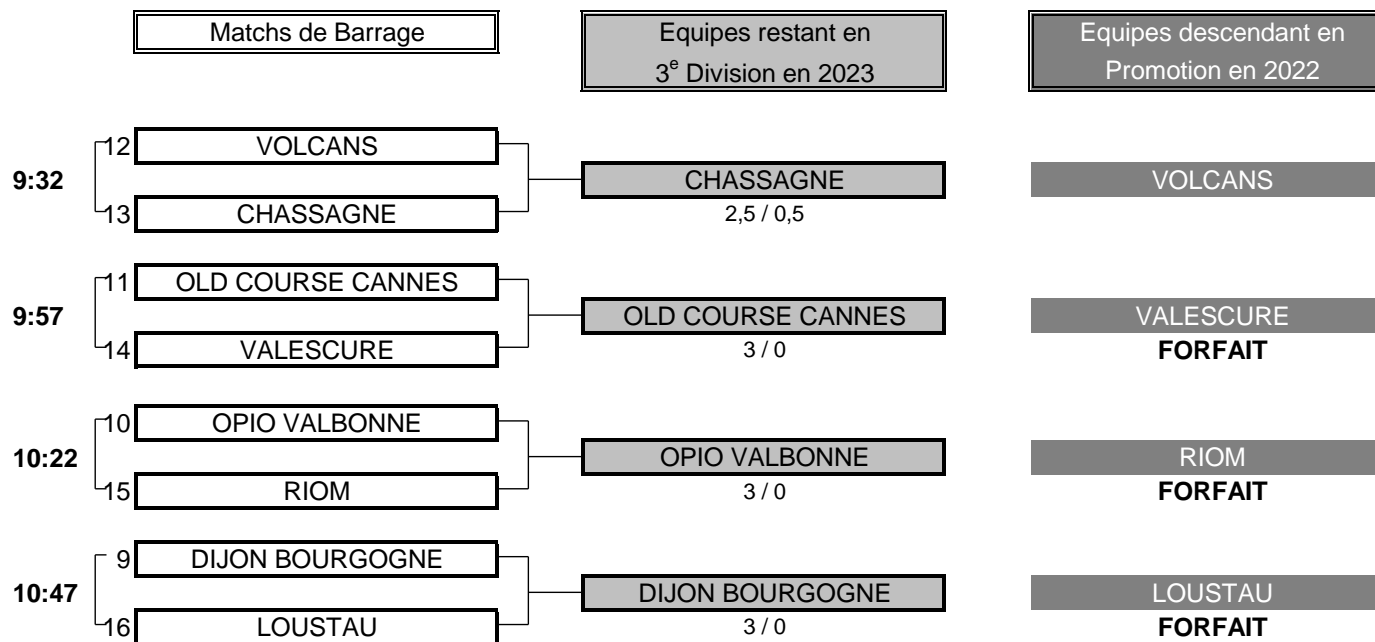 Matchs de Barrage
Equipes restant en
3e Division en 2023
Equipes descendant en
Promotion en 2022
9:32
12 VOLCANS
13 CHASSAGNE
CHASSAGNE
2,5 / 0,5
VOLCANS
9:57
11 OLD COURSE CANNES
14 VALESCURE
OLD COURSE CANNES
3 / 0
VALESCURE
FORFAIT
10:22
10 OPIO VALBONNE
15 RIOM
OPIO VALBONNE
3 / 0
RIOM
FORFAIT
10:47
9 DIJON BOURGOGNE
16 LOUSTAU
DIJON BOURGOGNE
3 / 0
LOUSTAU
FORFAIT